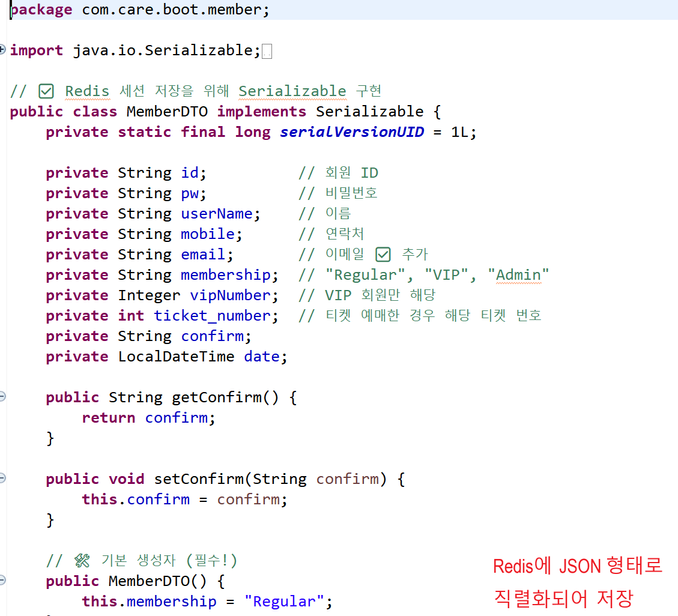 package com.care.boot.member;
import java.io.Serializable;
// ✅ Redis 세션 저장을 위해 Serializable 구현
public class MemberDTO implements Serializable {
private static final long serialVersionUID = 1L;
private String id; // 회원 ID
private String pw; // 비밀번호
private String userName; // 이름
private String mobile; // 연락처
private String email; // 이메일 ✅ 추가
private String membership; // "Regular", "VIP", "Admin"
private Integer vipNumber; // VIP 회원만 해당
private int ticket_number; // 티켓 예매한 경우 해당 티켓 번호
private String confirm;
private LocalDateTime date;
public String getConfirm() {
return confirm;
}
public void setConfirm(String confirm) {
this.confirm = confirm;
}
// 🛠 기본 생성자 (필수!)
public MemberDTO() {
this.membership = "Regular";
Redis에 JSON 형태로
직렬화되어 저장